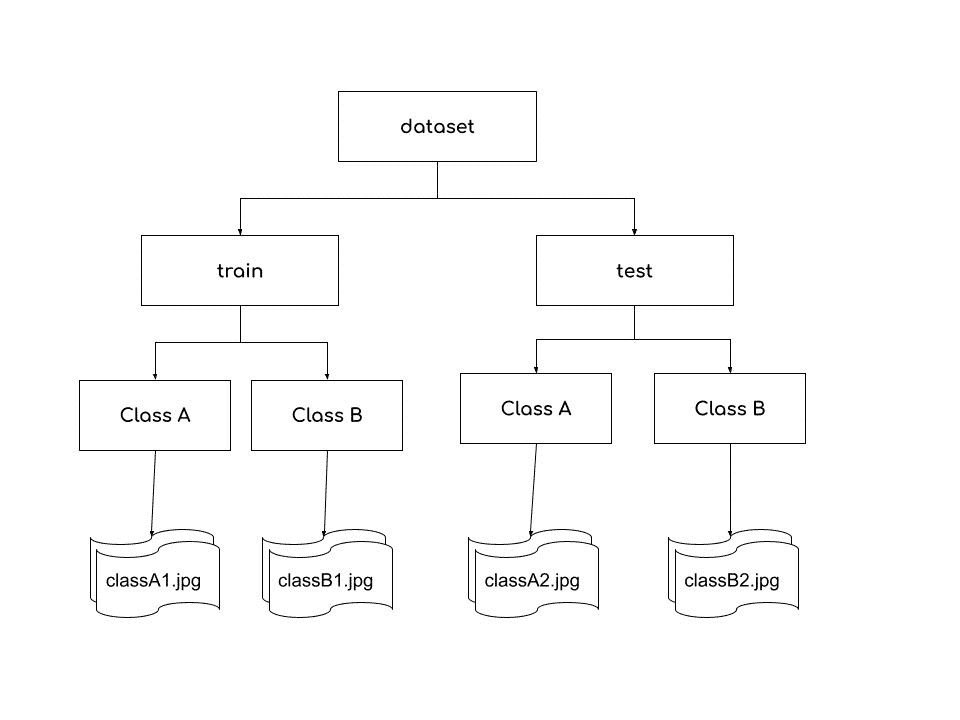 dataset
train
test
Class A
Class B
Class A
Class B
classA1.jpg
classB1.jpg
classA2.jpg
classB2.jpg